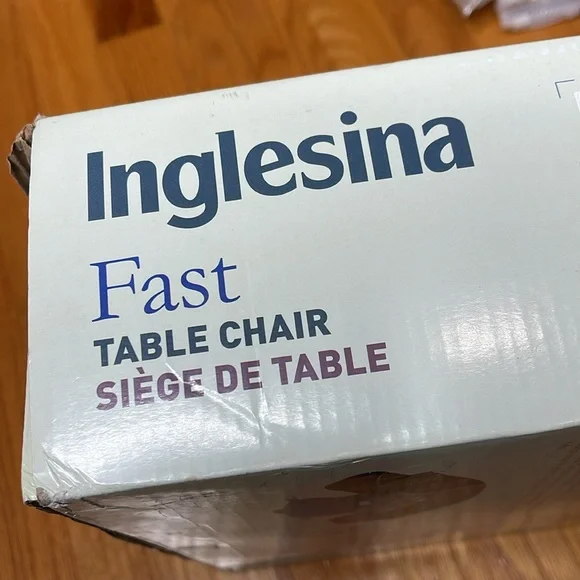 Inglesina
Fast
TABLE CHAIR
SIÈGE DE TABLE